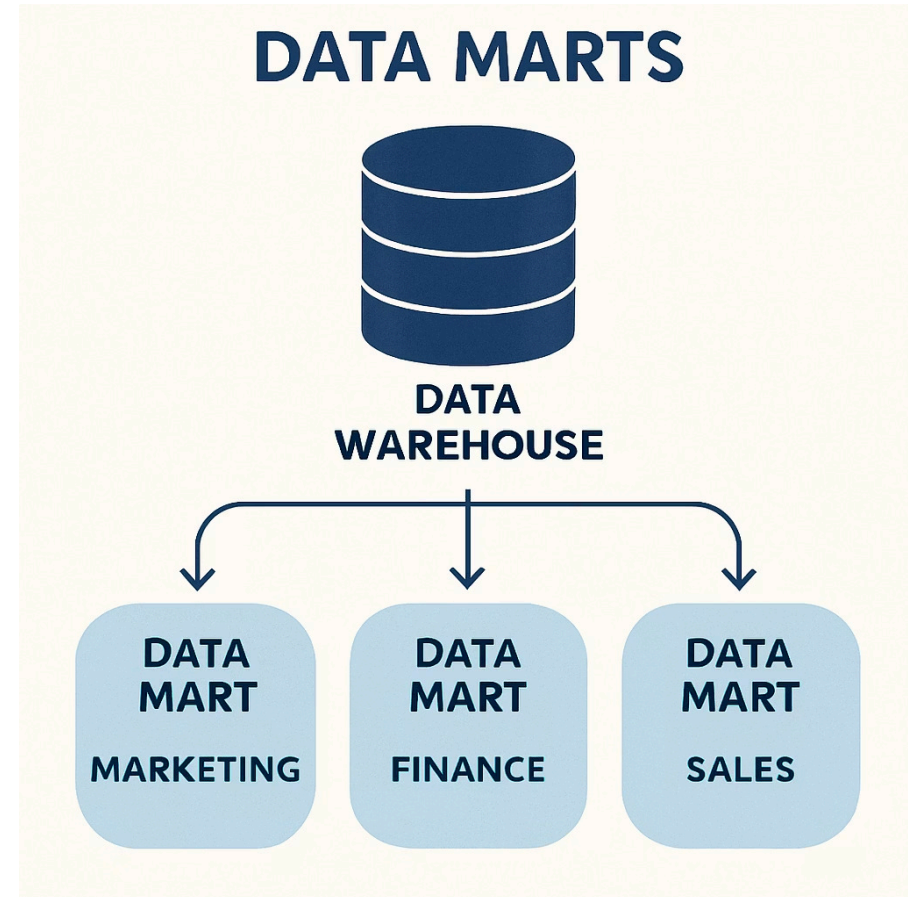 DATA MARTS
DATA
WAREHOUSE
DATA
MART
MARKETING
DATA
MART
FINANCE
DATA
MART
SALES